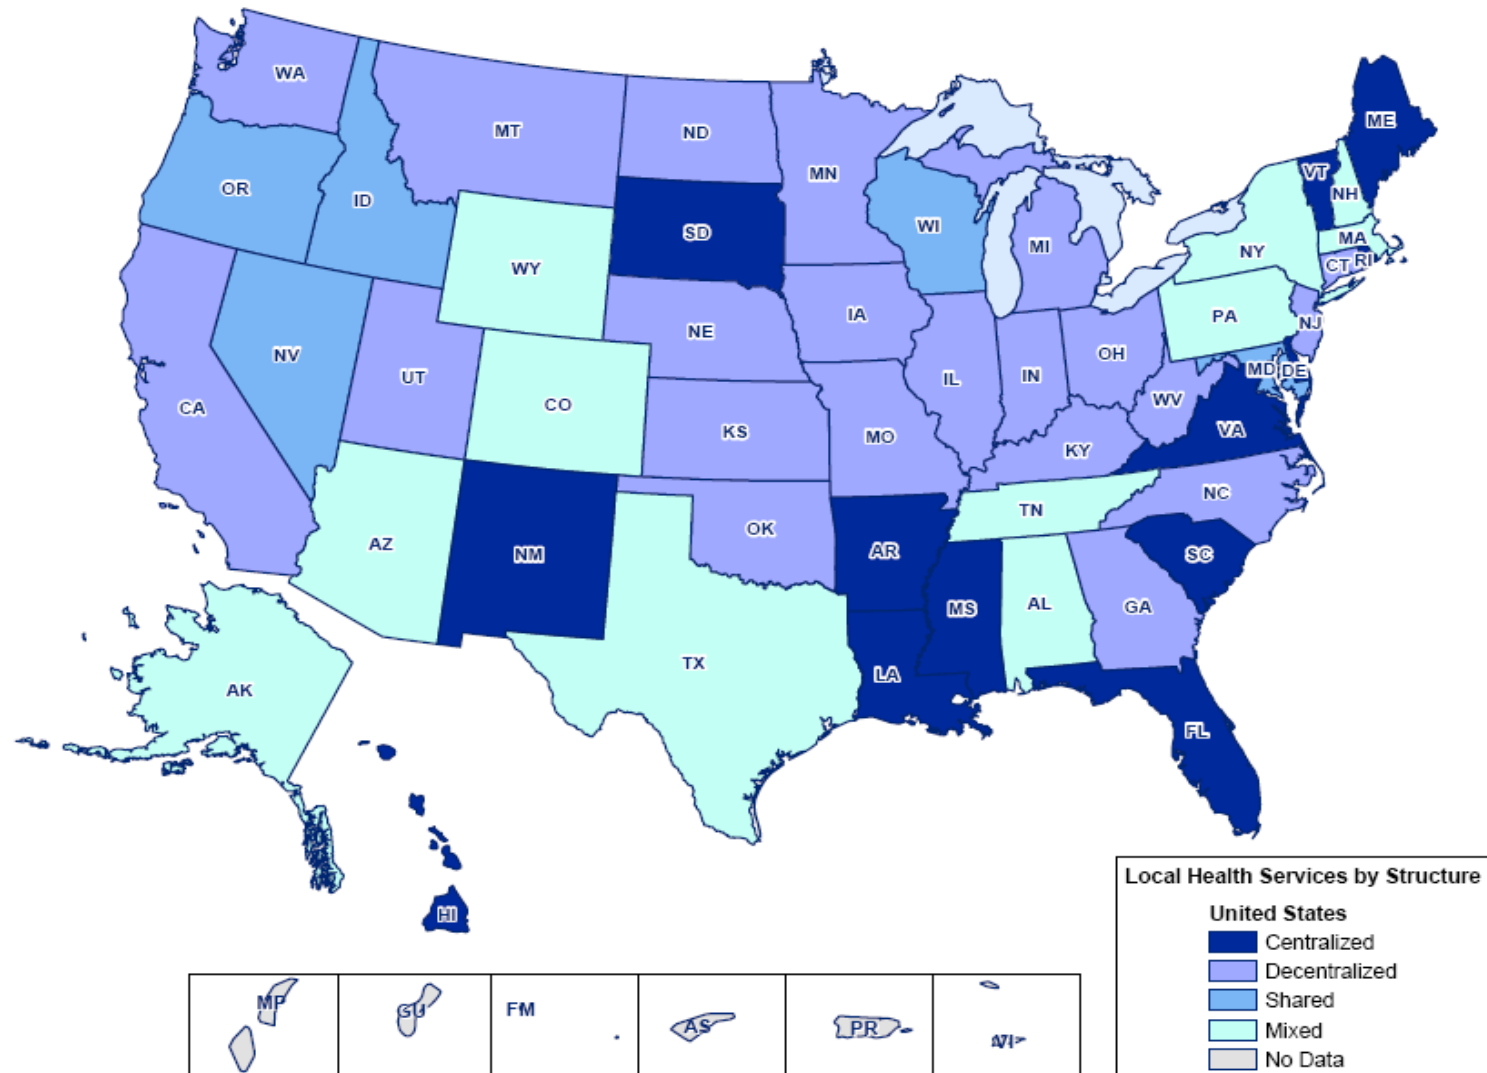 WA
MT
ND
MN
ME
VT
NH
OR
ID
SD
WI
MI
NY
MA
CT
RI
WY
IA
NE
PA
NJ
NV
UT
CO
IL
IN
OH
MD
DE
CA
KS
MO
WV
VA
KY
NC
AZ
NM
OK
AR
TN
SC
MS
AL
GA
TX
LA
AK
FL
HI
Local Health Services by Structure
United States
Centralized
Decentralized
Shared
Mixed
No Data
MP
GU
FM
AS
PR
VI